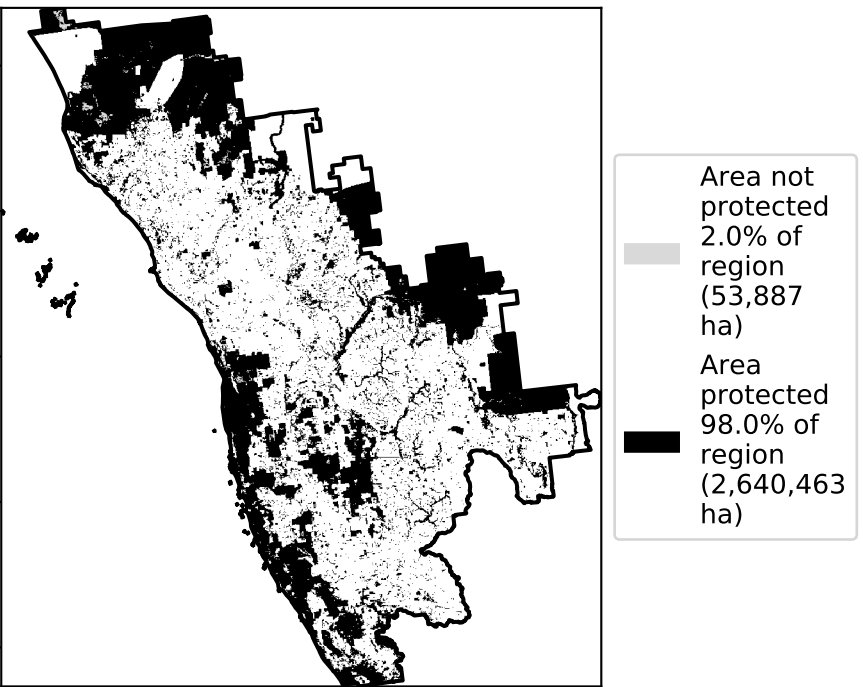 Area not
protected
2.0% of
region
(53,887
ha)
Area
protected
98.0% of
region
(2,640,463
ha)